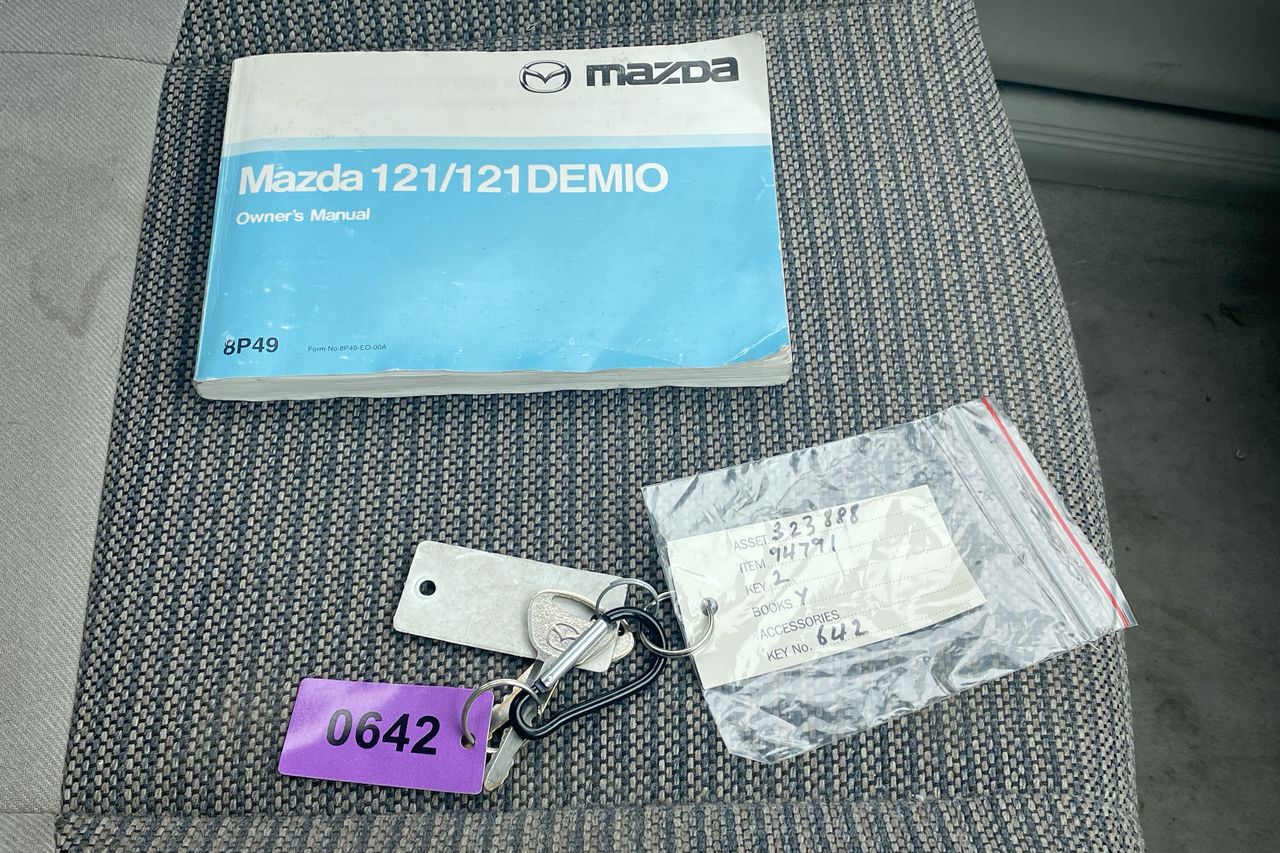 mazda
Mazda 121/121DEMIO
Owner's Manual
8P49 Form No.8P49-EO-00A
ASSET 323888
ITEM 94791
KEY 2
BOOKS Y
ACCESSORIES
KEY No. 642
0642